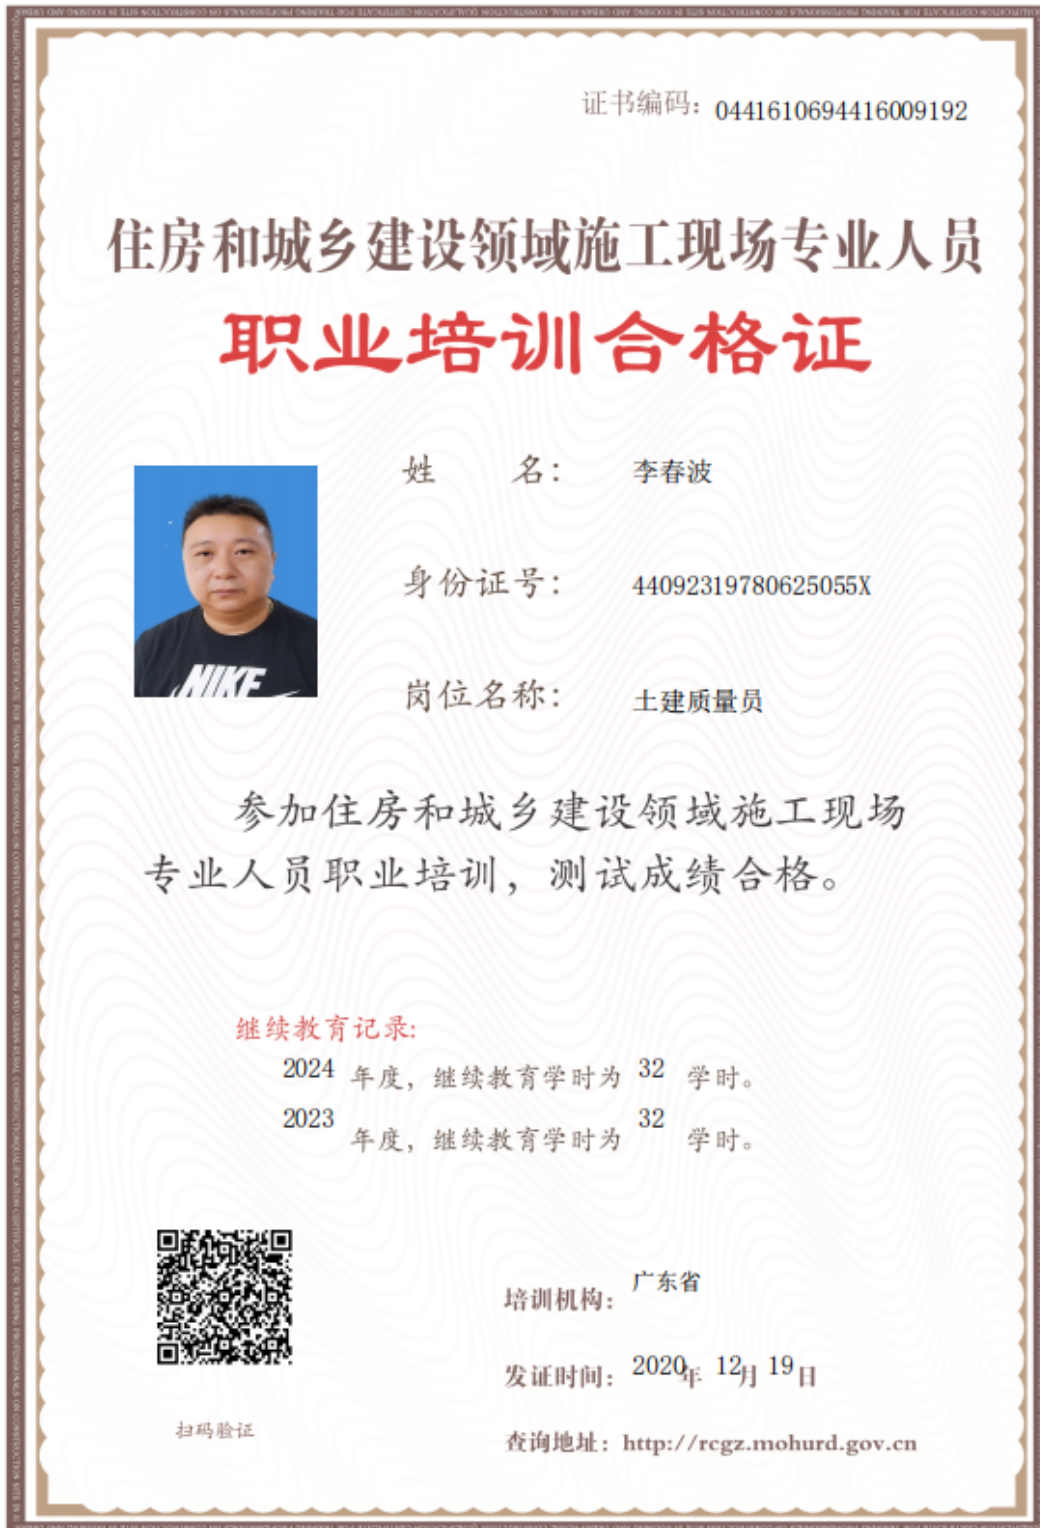 证书编码：0441610694416009192
住房和城乡建设领域施工现场专业人员
职业培训合格证
姓 名：李春波
身份证号：44092319780625055X
岗位名称：土建质量员
NIKE
参加住房和城乡建设领域施工现场
专业人员职业培训，测试成绩合格。
继续教育记录:
2024 年度，继续教育学时为 32 学时。
2023 年度，继续教育学时为 32 学时。
培训机构：广东省
发证时间：2020年 12月 19日
扫码验证
查询地址：http://rcgz.mohurd.gov.cn